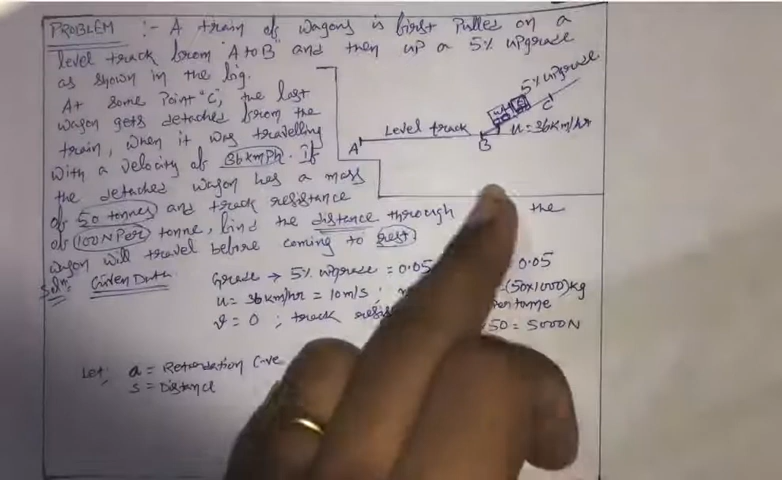 PROBLEM :- A train of wagons is first pulled on a
level track from "A to B" and then up a 5% upgrade
as shown in the fig.
At some Point "C", the last
wagon gets detached from the
train, when it was travelling
with a velocity of 36kmPh. If
the detached wagon has a mass
of 50 tonnes and track resistance
of 100N Per tonne, find the distance through the
wagon will travel before coming to rest.
5% upgrade
C
u=36Km/hr
Level track
A
B
Soln:
Given Data
Grade → 5% upgrade = 0.05 0.05
u = 36km/hr = 10m/s ; (50x1000)kg
Per tonne
v = 0 ; track 50 = 5000N
Let; a = Retardation (-ve
s = Distance